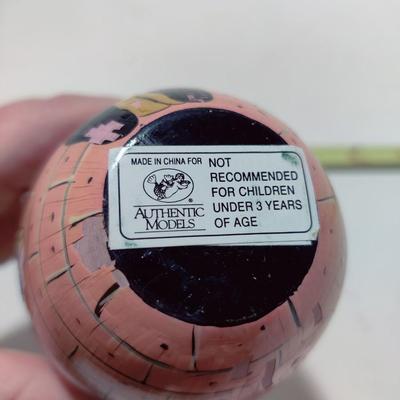 MADE IN CHINA FOR
®
AUTHENTIC
MODELS
NOT
RECOMMENDED
FOR CHILDREN
UNDER 3 YEARS
OF AGE